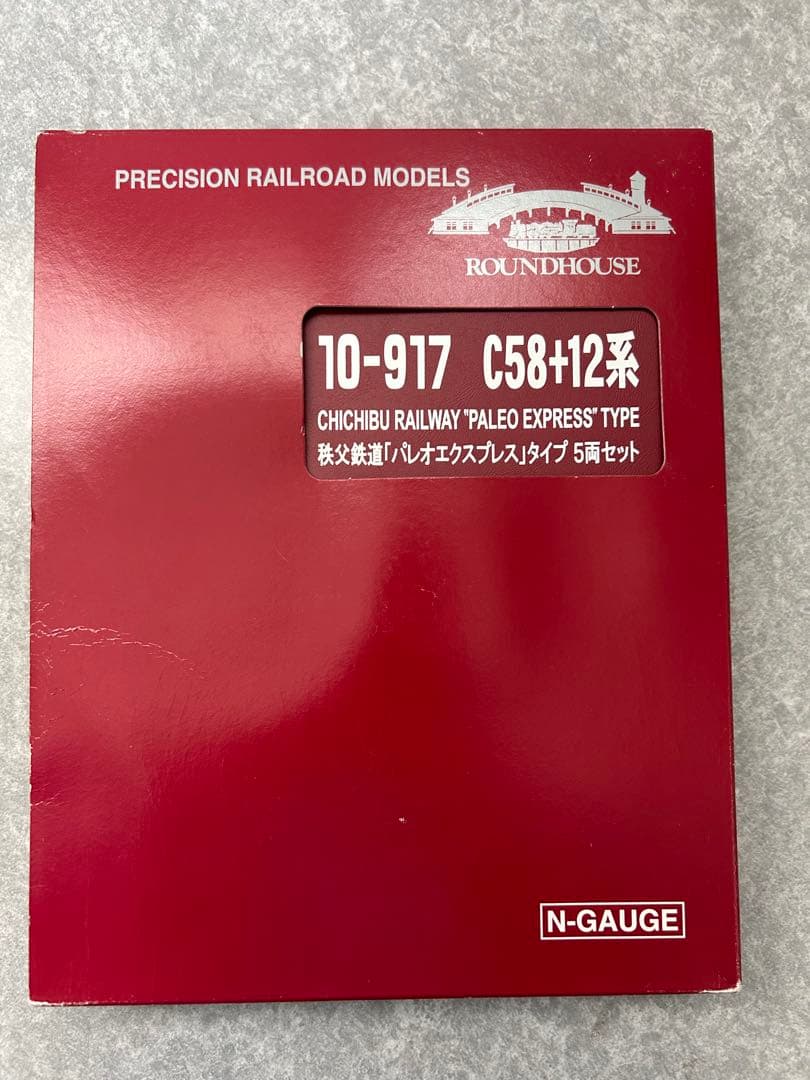 PRECISION RAILROAD MODELS
ROUNDHOUSE
10-917 C58+12系
CHICHIBU RAILWAY "PALEO EXPRESS" TYPE
秩父鉄道「パレオエクスプレス」タイプ 5両セット
N-GAUGE